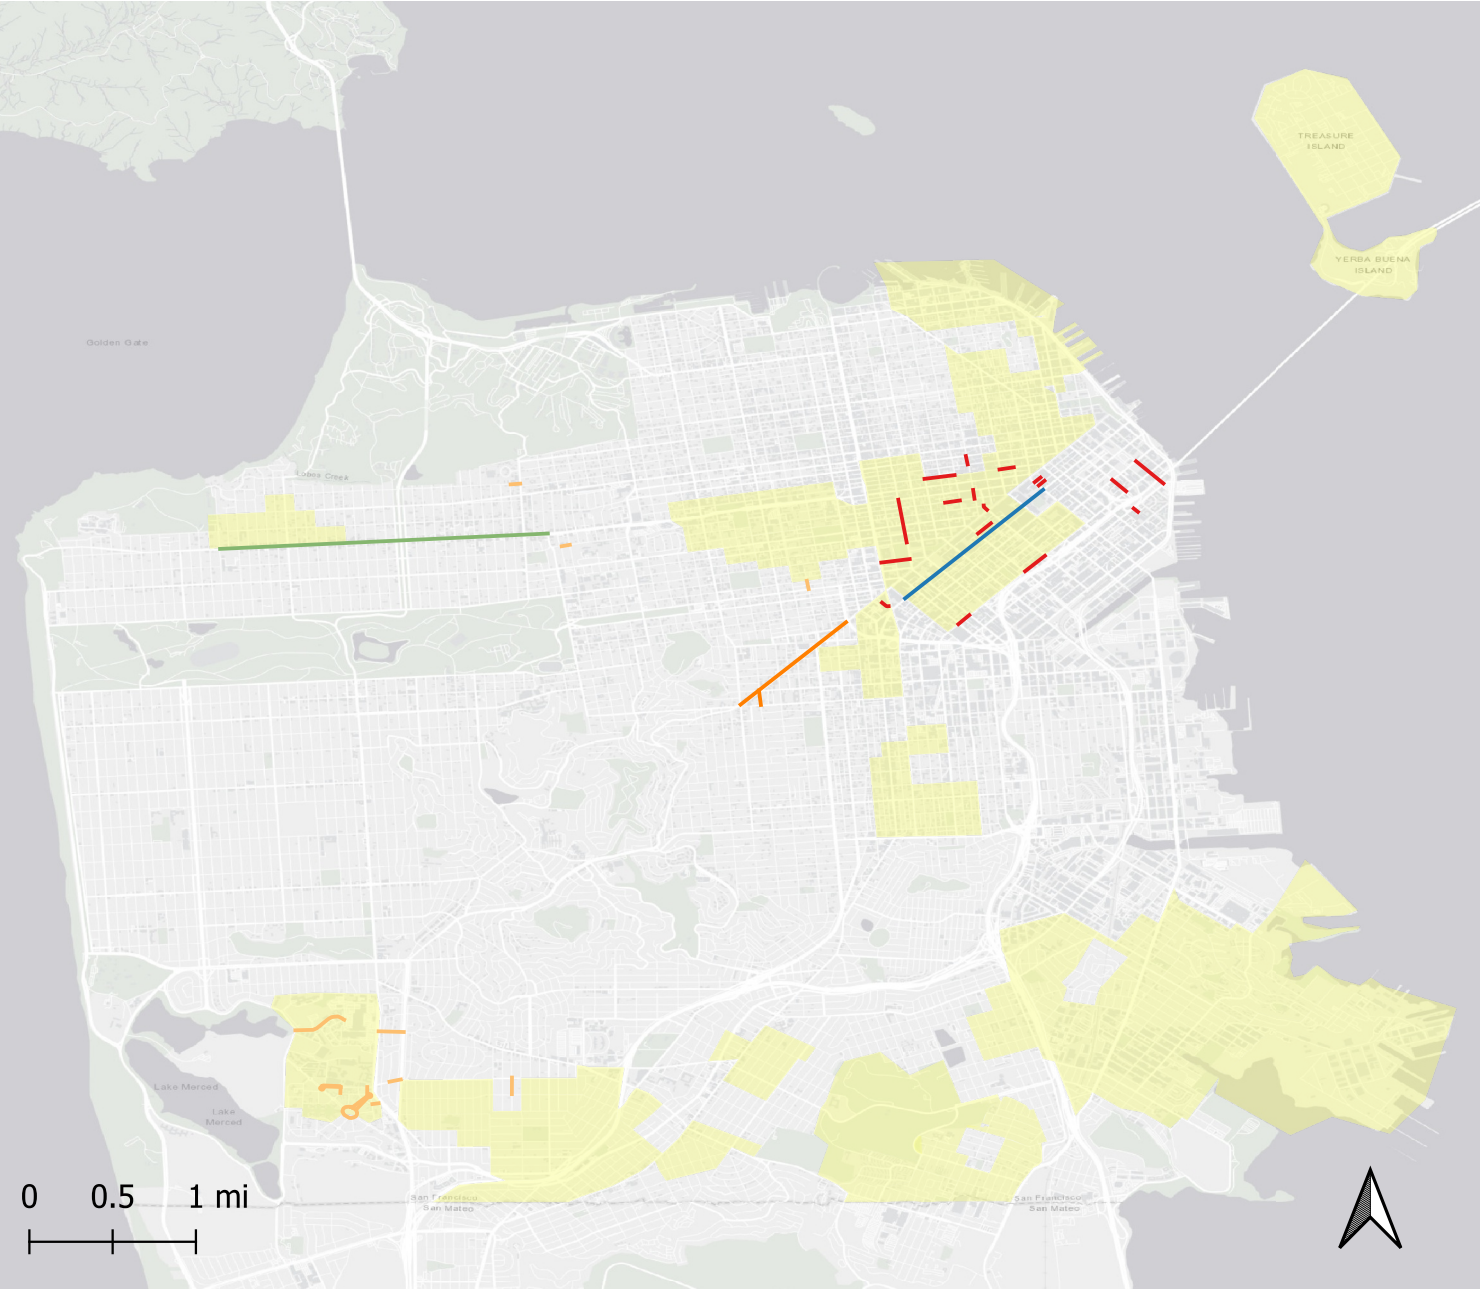 TREASURE
ISLAND
YERBA BUENA
ISLAND
Golden Gate
Lobos Creek
Lake Merced
Lake
Merced
San Francisco
San Mateo
San Francisco
San Mateo
0 0.5 1 mi